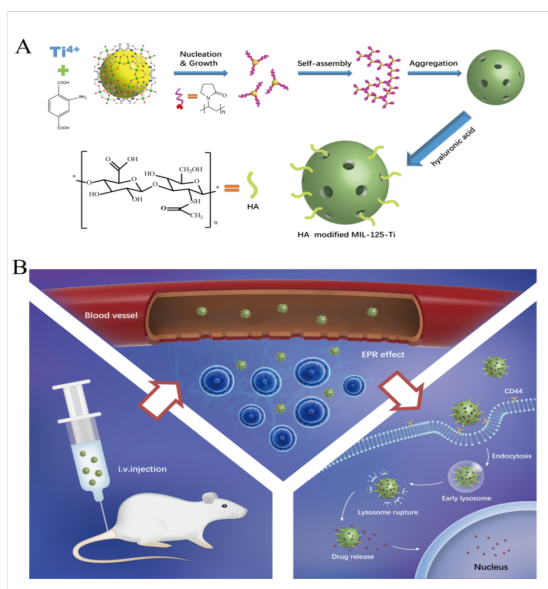 A
Ti4+
+
COOH
NH2
COOH
Nucleation
& Growth
=
N
O
n
Self-assembly
Aggregation
hyaluronic acid
O
OH
O
HO
OH
O
CH2OH
HO
O
NH
O
CH3
n
=
HA
HA modified MIL-125-Ti
B
Blood vessel
EPR effect
i.v.injection
CD44
Endocytosis
Early lysosome
Lysosome rupture
Drug release
Nucleus